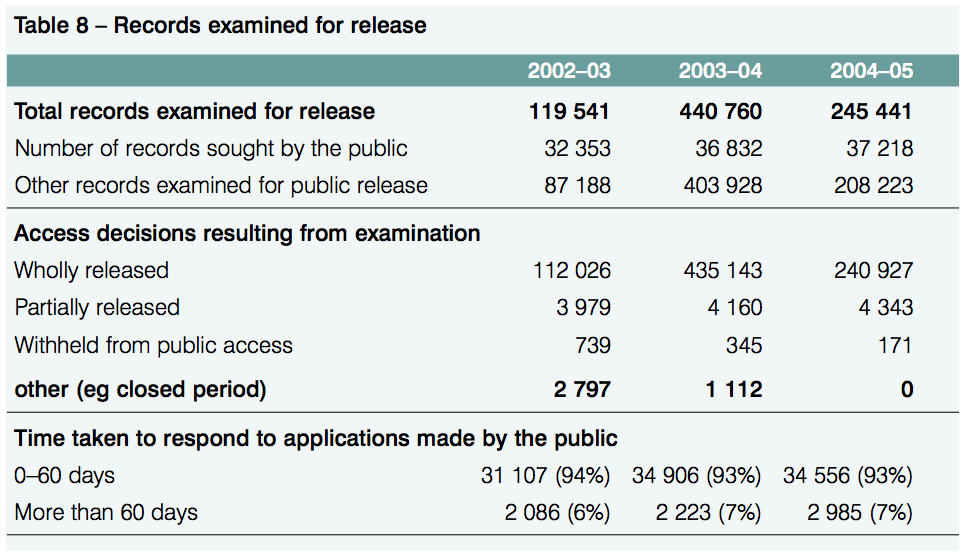 Table 8 – Records examined for release
2002–03 2003–04 2004–05
Total records examined for release 119 541 440 760 245 441
Number of records sought by the public 32 353 36 832 37 218
Other records examined for public release 87 188 403 928 208 223
Access decisions resulting from examination
Wholly released 112 026 435 143 240 927
Partially released 3 979 4 160 4 343
Withheld from public access 739 345 171
other (eg closed period) 2 797 1 112 0
Time taken to respond to applications made by the public
0–60 days 31 107 (94%) 34 906 (93%) 34 556 (93%)
More than 60 days 2 086 (6%) 2 223 (7%) 2 985 (7%)